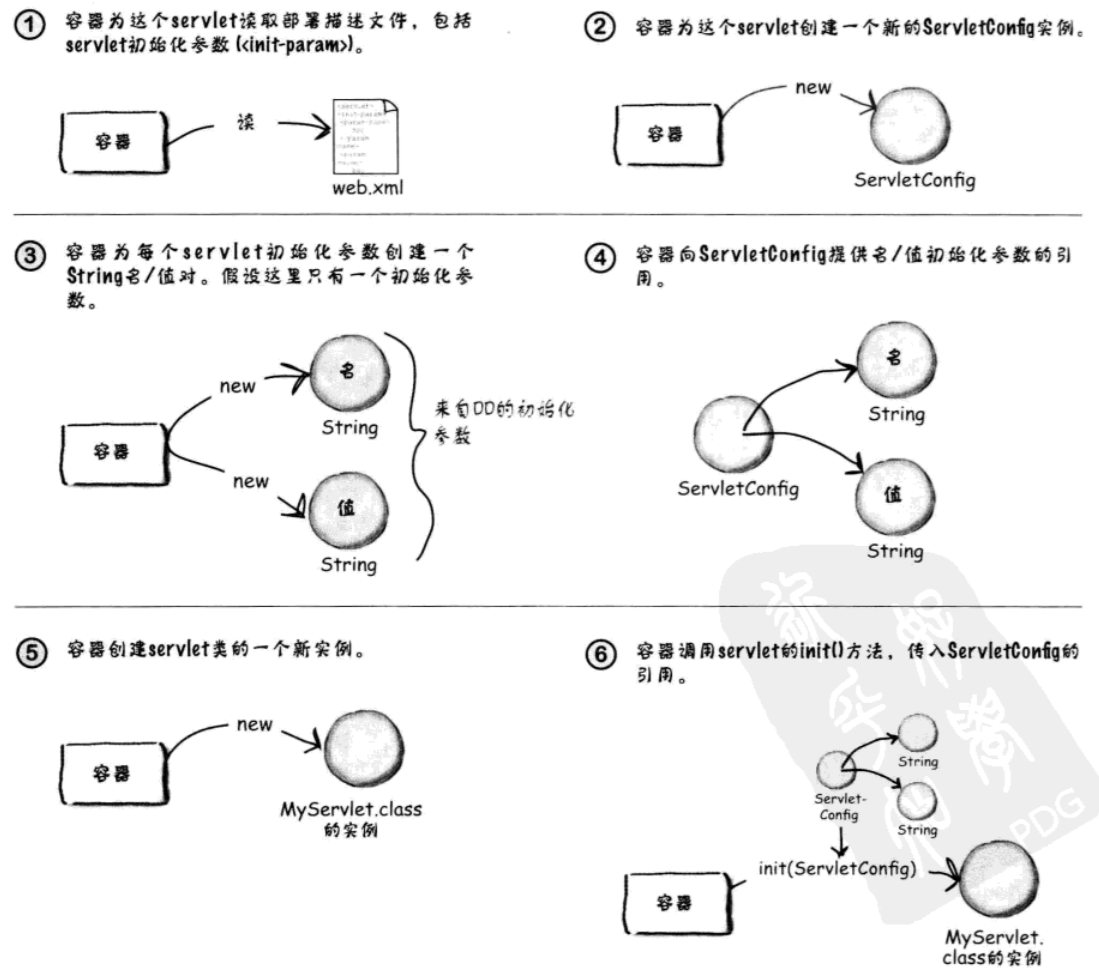 ① 容器为这个servlet读取部署描述文件，包括
servlet初始化参数 (<init-param>)。
容器
读
web.xml
② 容器为这个servlet创建一个新的ServletConfig实例。
容器
new
ServletConfig
③ 容器为每个servlet初始化参数创建一个
String名/值对。假设这里只有一个初始化参
数。
容器
new
名
String
new
值
String
来自DD的初始化
参数
④ 容器向ServletConfig提供名/值初始化参数的引
用。
ServletConfig
名
String
值
String
⑤ 容器创建servlet类的一个新实例。
容器
new
MyServlet.class
的实例
⑥ 容器调用servlet的init()方法，传入ServletConfig的
引用。
Servlet-
Config
String
String
容器
init(ServletConfig)
MyServlet.
class的实例
PDG